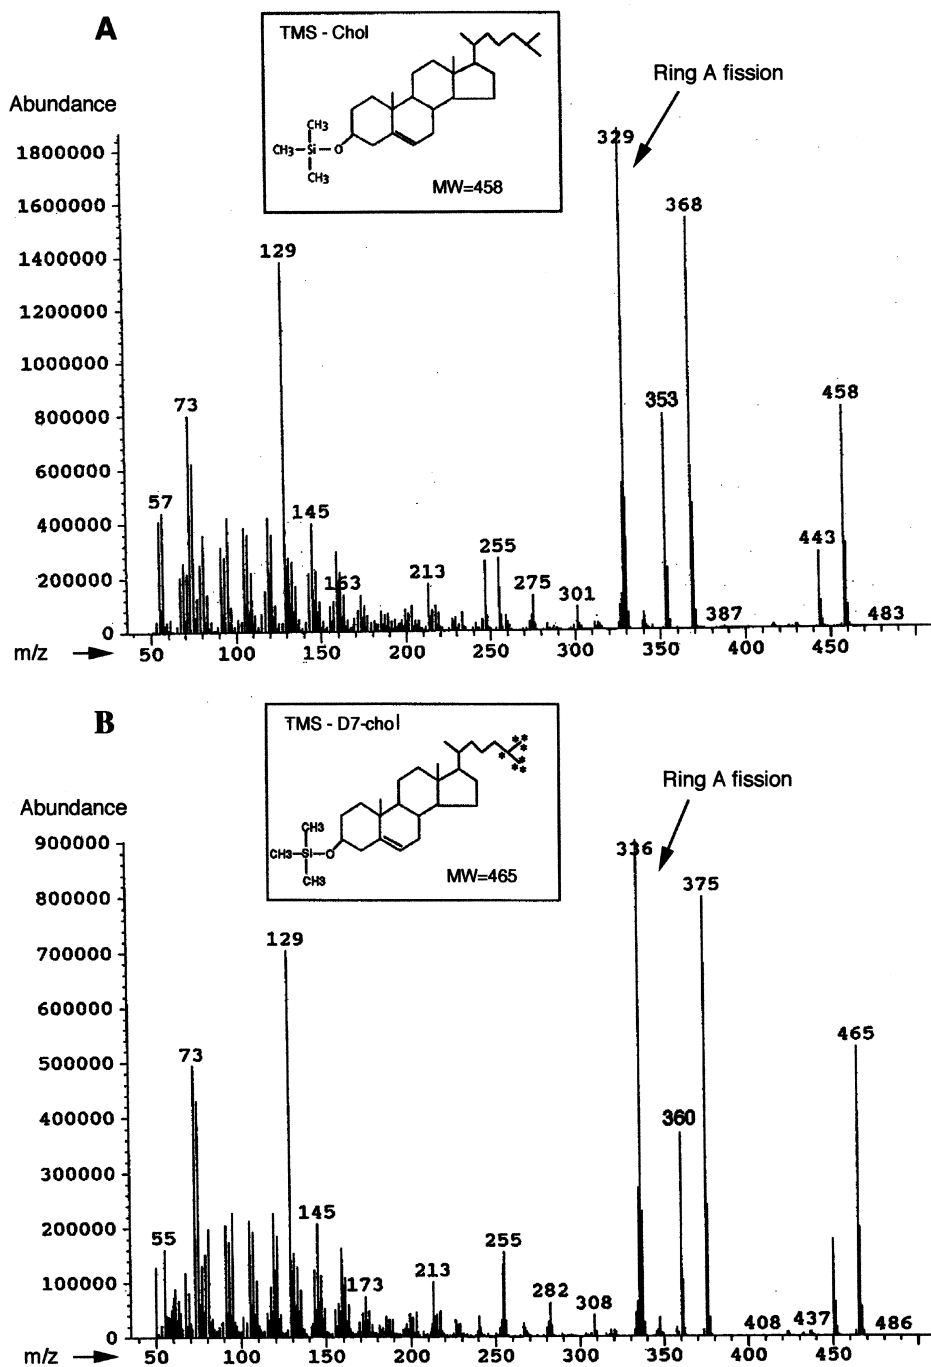 A
TMS - Chol
CH3
CH3-Si-O
CH3
MW=458
Ring A fission
Abundance
1800000
1600000
1400000
1200000
1000000
800000
600000
400000
200000
0
329
368
129
458
353
73
57
145
443
255
213
163
275
301
387
483
m/z
50 100 150 200 250 300 350 400 450
B
TMS - D7-chol
* * * * * * *
CH3
CH3-Si-O
CH3
MW=465
Ring A fission
Abundance
900000
800000
700000
600000
500000
400000
300000
200000
100000
0
336
375
129
73
465
360
145
55
255
213
173
282
308
408
437
486
m/z
50 100 150 200 250 300 350 400 450